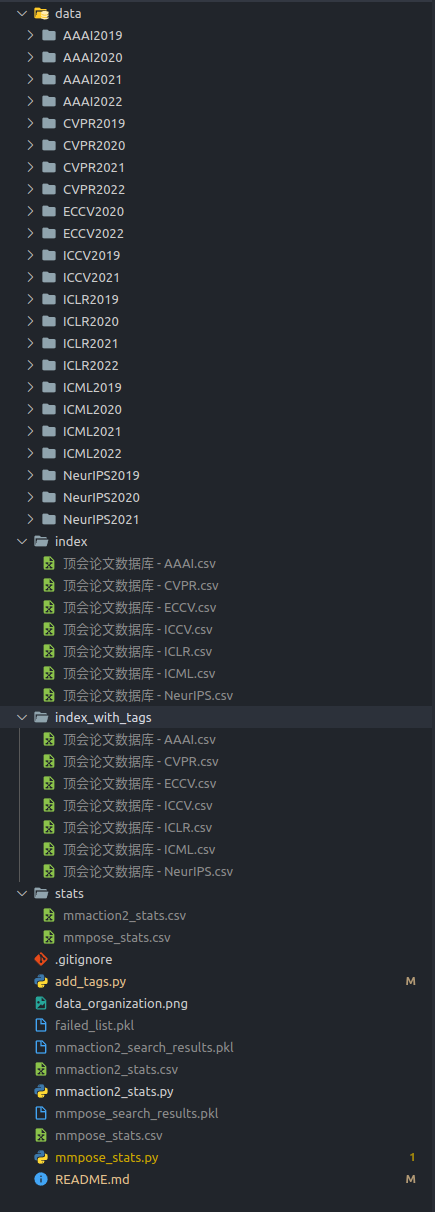 data
AAAI2019
AAAI2020
AAAI2021
AAAI2022
CVPR2019
CVPR2020
CVPR2021
CVPR2022
ECCV2020
ECCV2022
ICCV2019
ICCV2021
ICLR2019
ICLR2020
ICLR2021
ICLR2022
ICML2019
ICML2020
ICML2021
ICML2022
NeurIPS2019
NeurIPS2020
NeurIPS2021
index
顶会论文数据库 - AAAI.csv
顶会论文数据库 - CVPR.csv
顶会论文数据库 - ECCV.csv
顶会论文数据库 - ICCV.csv
顶会论文数据库 - ICLR.csv
顶会论文数据库 - ICML.csv
顶会论文数据库 - NeurIPS.csv
index_with_tags
顶会论文数据库 - AAAI.csv
顶会论文数据库 - CVPR.csv
顶会论文数据库 - ECCV.csv
顶会论文数据库 - ICCV.csv
顶会论文数据库 - ICLR.csv
顶会论文数据库 - ICML.csv
顶会论文数据库 - NeurIPS.csv
stats
mmaction2_stats.csv
mmpose_stats.csv
.gitignore
add_tags.py M
data_organization.png
failed_list.pkl
mmaction2_search_results.pkl
mmaction2_stats.csv
mmaction2_stats.py
mmpose_search_results.pkl
mmpose_stats.csv
mmpose_stats.py 1
README.md M